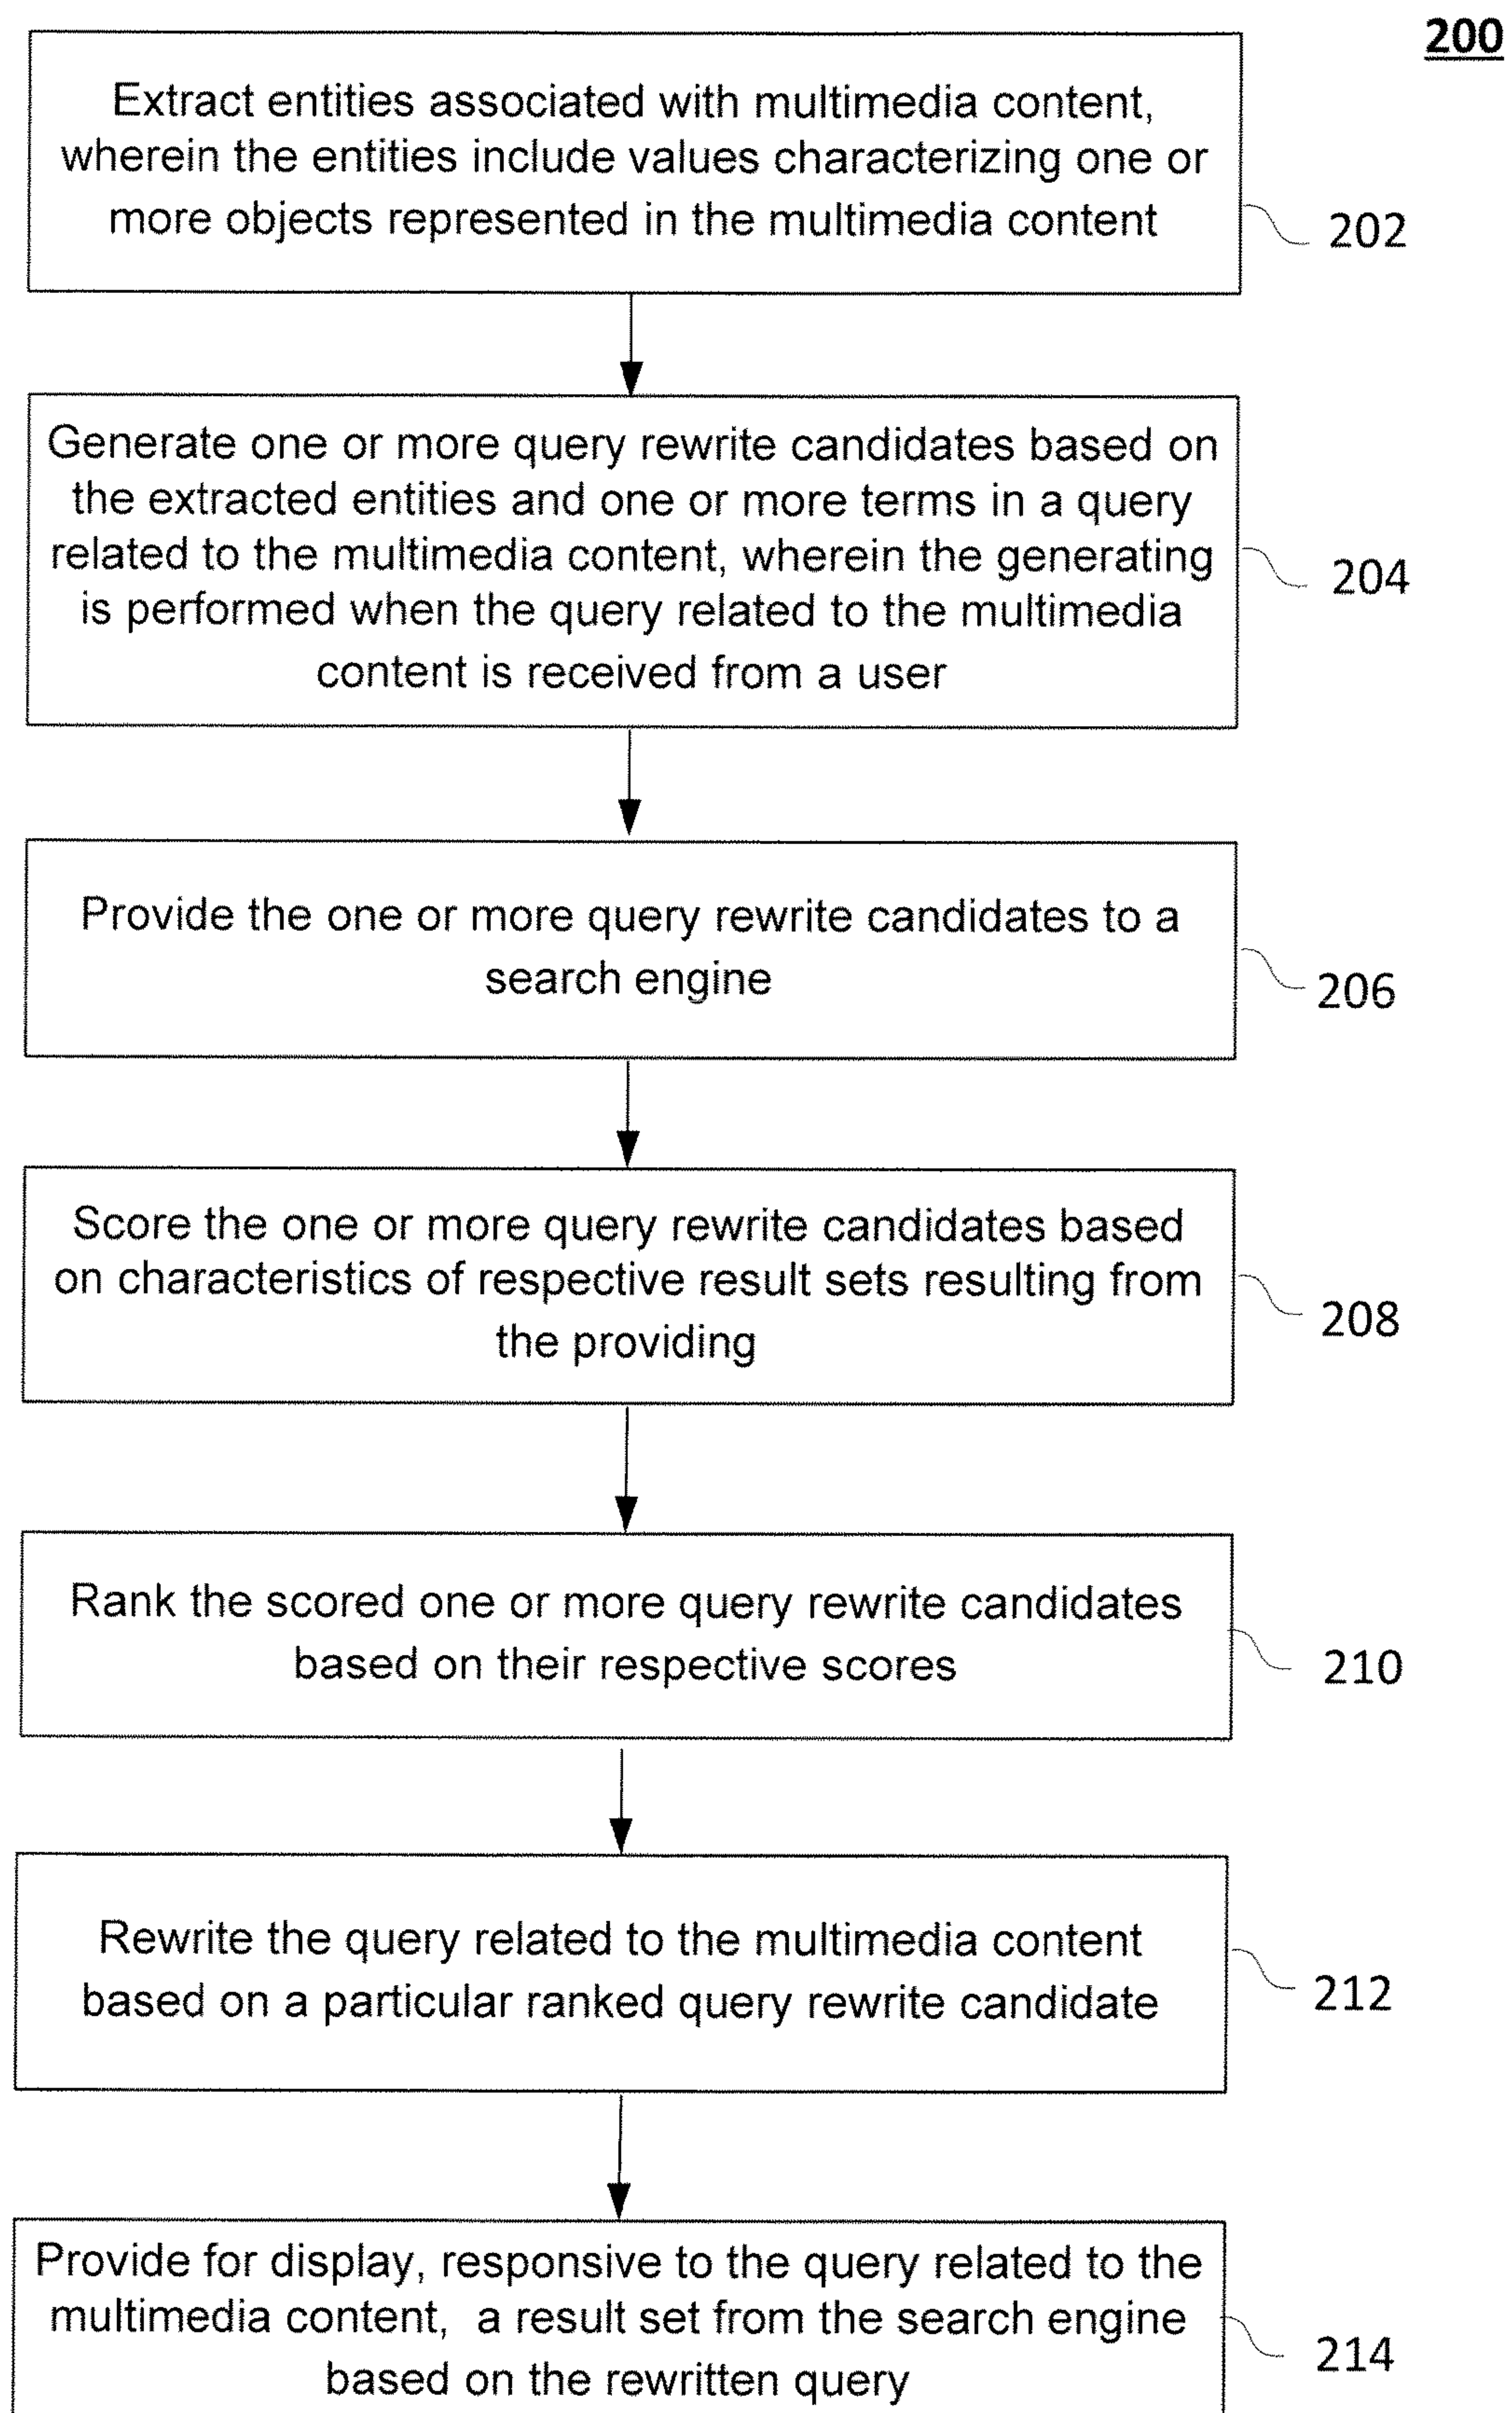 200
Extract entities associated with multimedia content,
wherein the entities include values characterizing one or
more objects represented in the multimedia content
202
Generate one or more query rewrite candidates based on
the extracted entities and one or more terms in a query
related to the multimedia content, wherein the generating
is performed when the query related to the multimedia
content is received from a user
204
Provide the one or more query rewrite candidates to a
search engine
206
Score the one or more query rewrite candidates based
on characteristics of respective result sets resulting from
the providing
208
Rank the scored one or more query rewrite candidates
based on their respective scores
210
Rewrite the query related to the multimedia content
based on a particular ranked query rewrite candidate
212
Provide for display, responsive to the query related to the
multimedia content, a result set from the search engine
based on the rewritten query
214